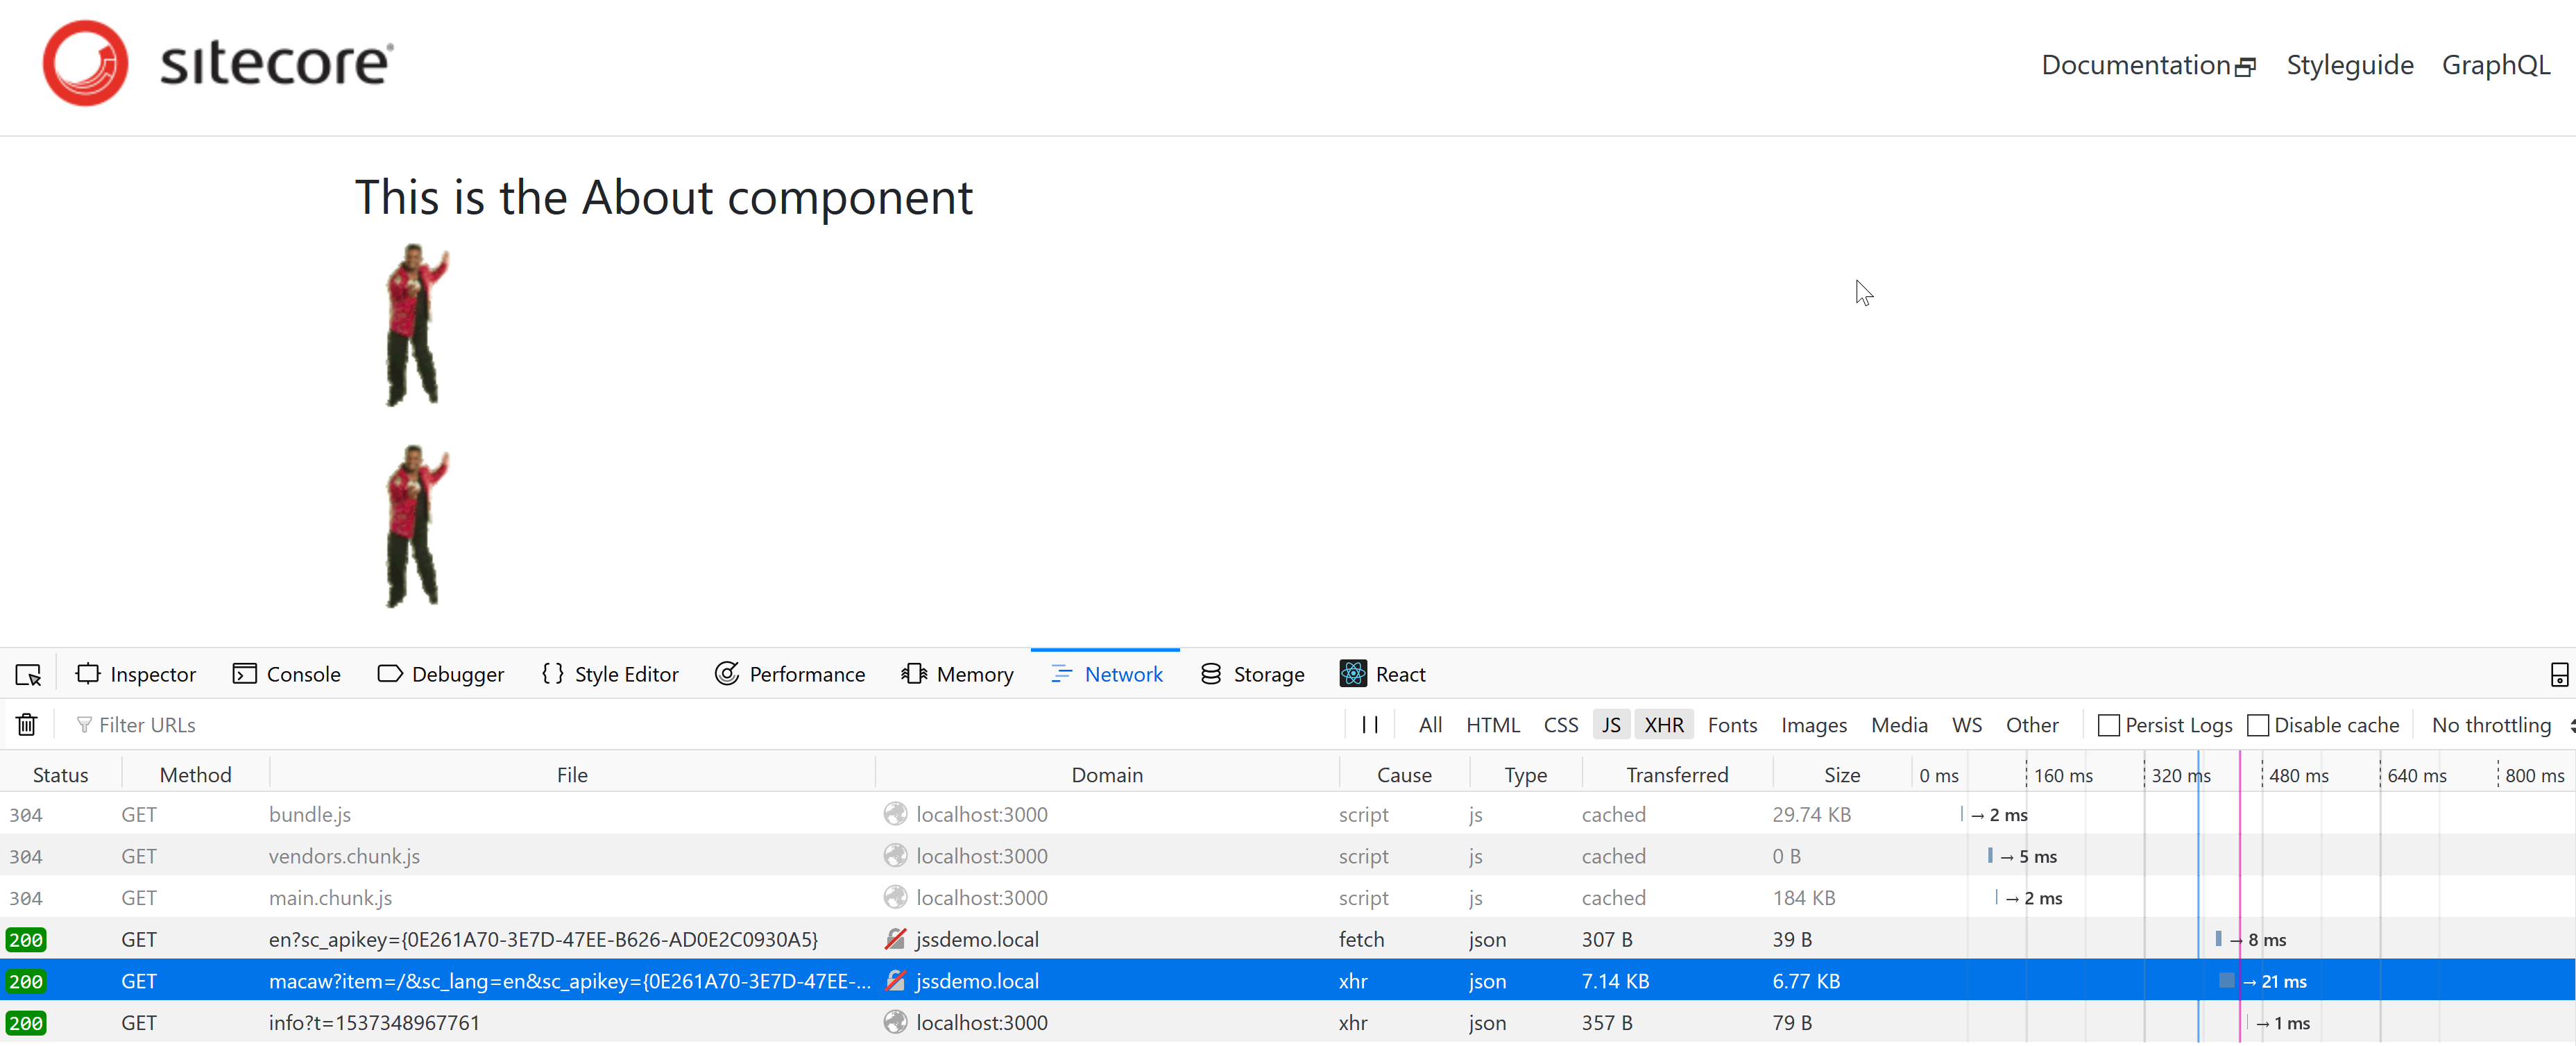 sitecore®
Documentation Styleguide GraphQL
This is the About component
Inspector Console Debugger { } Style Editor Performance Memory Network Storage React
Filter URLs All HTML CSS JS XHR Fonts Images Media WS Other Persist Logs Disable cache No throttling
Status Method File Domain Cause Type Transferred Size 0 ms 160 ms 320 ms 480 ms 640 ms 800 ms
304 GET bundle.js localhost:3000 script js cached 29.74 KB → 2 ms
304 GET vendors.chunk.js localhost:3000 script js cached 0 B → 5 ms
304 GET main.chunk.js localhost:3000 script js cached 184 KB → 2 ms
200 GET en?sc_apikey={0E261A70-3E7D-47EE-B626-AD0E2C0930A5} jssdemo.local fetch json 307 B 39 B → 8 ms
200 GET macaw?item=/&sc_lang=en&sc_apikey={0E261A70-3E7D-47EE-... jssdemo.local xhr json 7.14 KB 6.77 KB → 21 ms
200 GET info?t=1537348967761 localhost:3000 xhr json 357 B 79 B → 1 ms